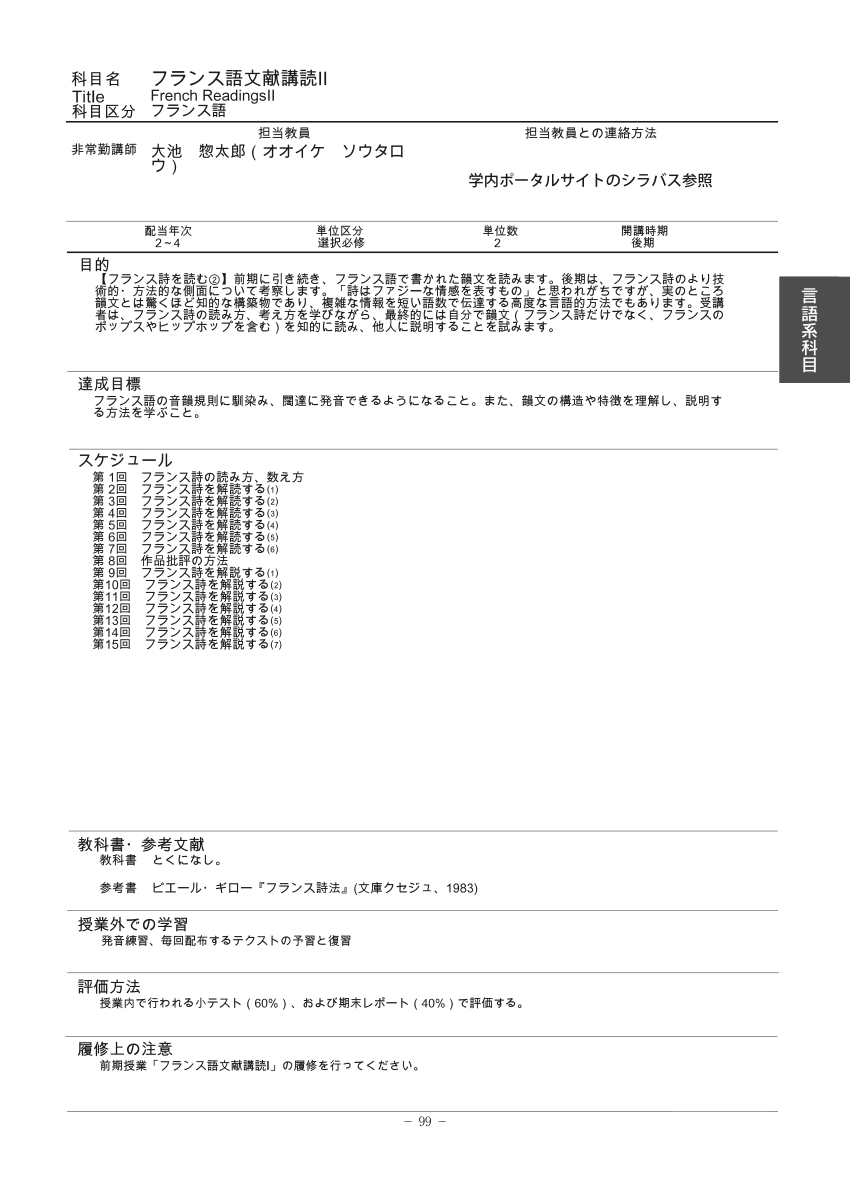 科目名 フランス語文献講読II
Title French ReadingsII
科目区分 フランス語
担当教員 担当教員との連絡方法
非常勤講師 大池 惣太郎(オオイケ ソウタロ
ウ)
学内ポータルサイトのシラバス参照
配当年次 単位区分 単位数 開講時期
2~4 選択必修 2 後期
目的
【フランス詩を読む②】前期に引き続き、フランス語で書かれた韻文を読みます。後期は、フランス詩のより技
術的・方法的な側面について考察します。「詩はファジーな情感を表すもの」と思われがちですが、実のところ
韻文とは驚くほど知的な構築物であり、複雑な情報を短い語数で伝達する高度な言語的方法でもあります。受講
者は、フランス詩の読み方、考え方を学びながら、最終的には自分で韻文(フランス詩だけでなく、フランスの
ポップスやヒップホップを含む)を知的に読み、他人に説明することを試みます。
言語系科目
達成目標
フランス語の音韻規則に馴染み、闊達に発音できるようになること。また、韻文の構造や特徴を理解し、説明す
る方法を学ぶこと。
スケジュール
第 1回 フランス詩の読み方、数え方
第 2回 フランス詩を解読する(1)
第 3回 フランス詩を解読する(2)
第 4回 フランス詩を解読する(3)
第 5回 フランス詩を解読する(4)
第 6回 フランス詩を解読する(5)
第 7回 フランス詩を解読する(6)
第 8回 作品批評の方法
第 9回 フランス詩を解説する(1)
第10回 フランス詩を解説する(2)
第11回 フランス詩を解説する(3)
第12回 フランス詩を解説する(4)
第13回 フランス詩を解説する(5)
第14回 フランス詩を解説する(6)
第15回 フランス詩を解説する(7)
教科書・参考文献
教科書 とくになし。
参考書 ピエール・ギロー『フランス詩法』(文庫クセジュ、1983)
授業外での学習
発音練習、毎回配布するテクストの予習と復習
評価方法
授業内で行われる小テスト(60%)、および期末レポート(40%)で評価する。
履修上の注意
前期授業「フランス語文献講読I」の履修を行ってください。
− 99 −